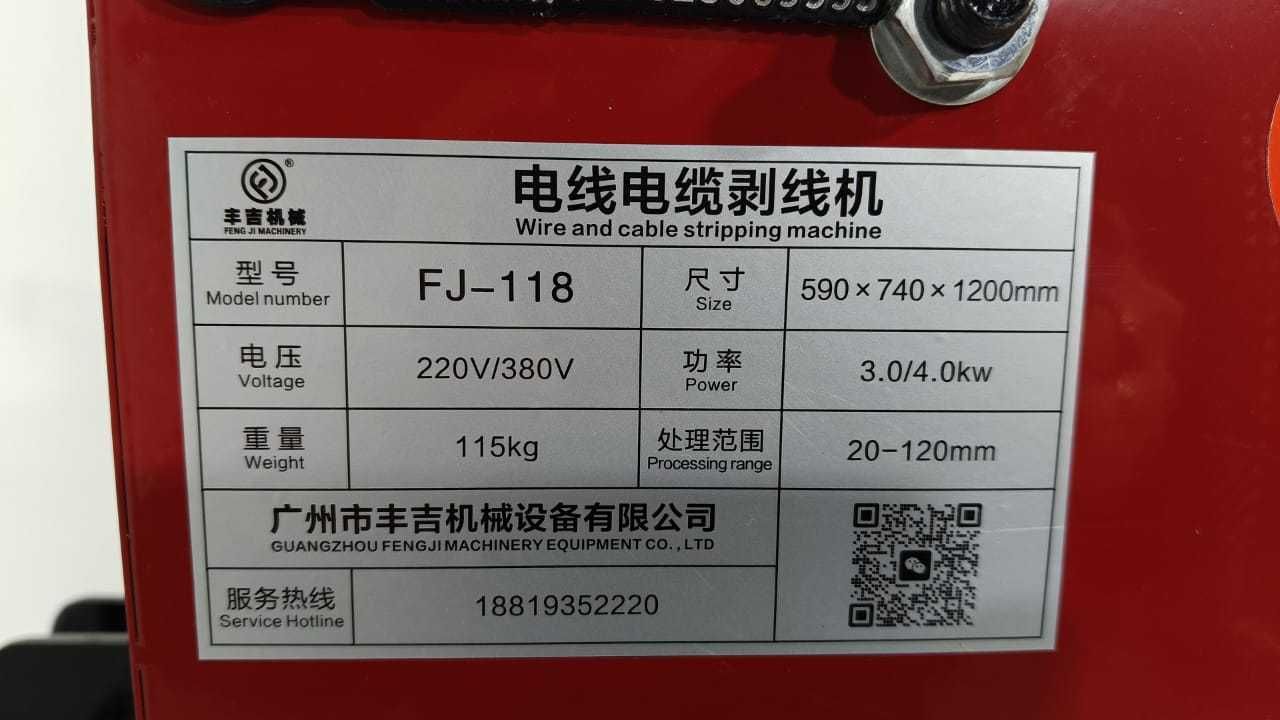 电线电缆剥线机
Wire and cable stripping machine
®
丰吉机械
FENG JI MACHINERY
型号
Model number
FJ-118
尺寸
Size
590×740×1200mm
电压
Voltage
220V/380V
功率
Power
3.0/4.0kw
重量
Weight
115kg
处理范围
Processing range
20-120mm
广州市丰吉机械设备有限公司
GUANGZHOU FENGJI MACHINERY EQUIPMENT CO.,LTD
服务热线
Service Hotline
18819352220